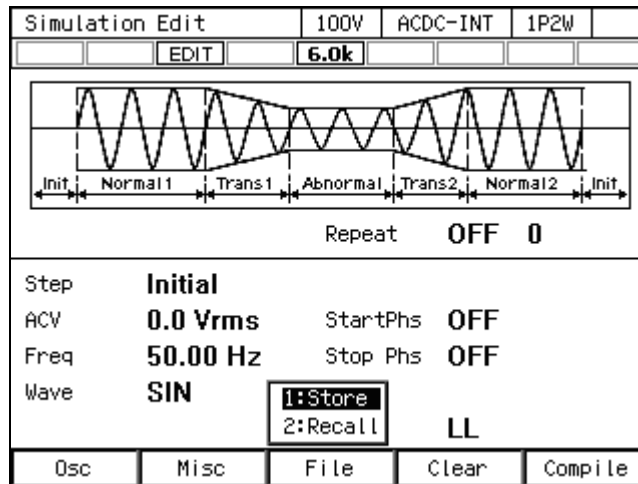 Simulation Edit 100V ACDC-INT 1P2W
EDIT 6.0k
Init Normal1 Trans1 Abnormal Trans2 Normal2 Init
Repeat OFF 0
Step Initial
ACV 0.0 Vrms StartPhs OFF
Freq 50.00 Hz Stop Phs OFF
Wave SIN
1:Store
2:Recall LL
Osc Misc File Clear Compile